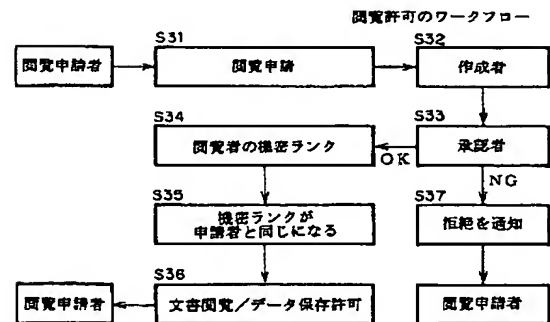 閲覧許可のワークフロー
S31
S32
閲覧申請者
閲覧申請
作成者
S34
S33
閲覧者の機密ランク
OK
承認者
NG
S35
S37
機密ランクが
申請者と同じになる
拒絶を通知
S36
閲覧申請者
文書閲覧/データ保存許可
閲覧申請者